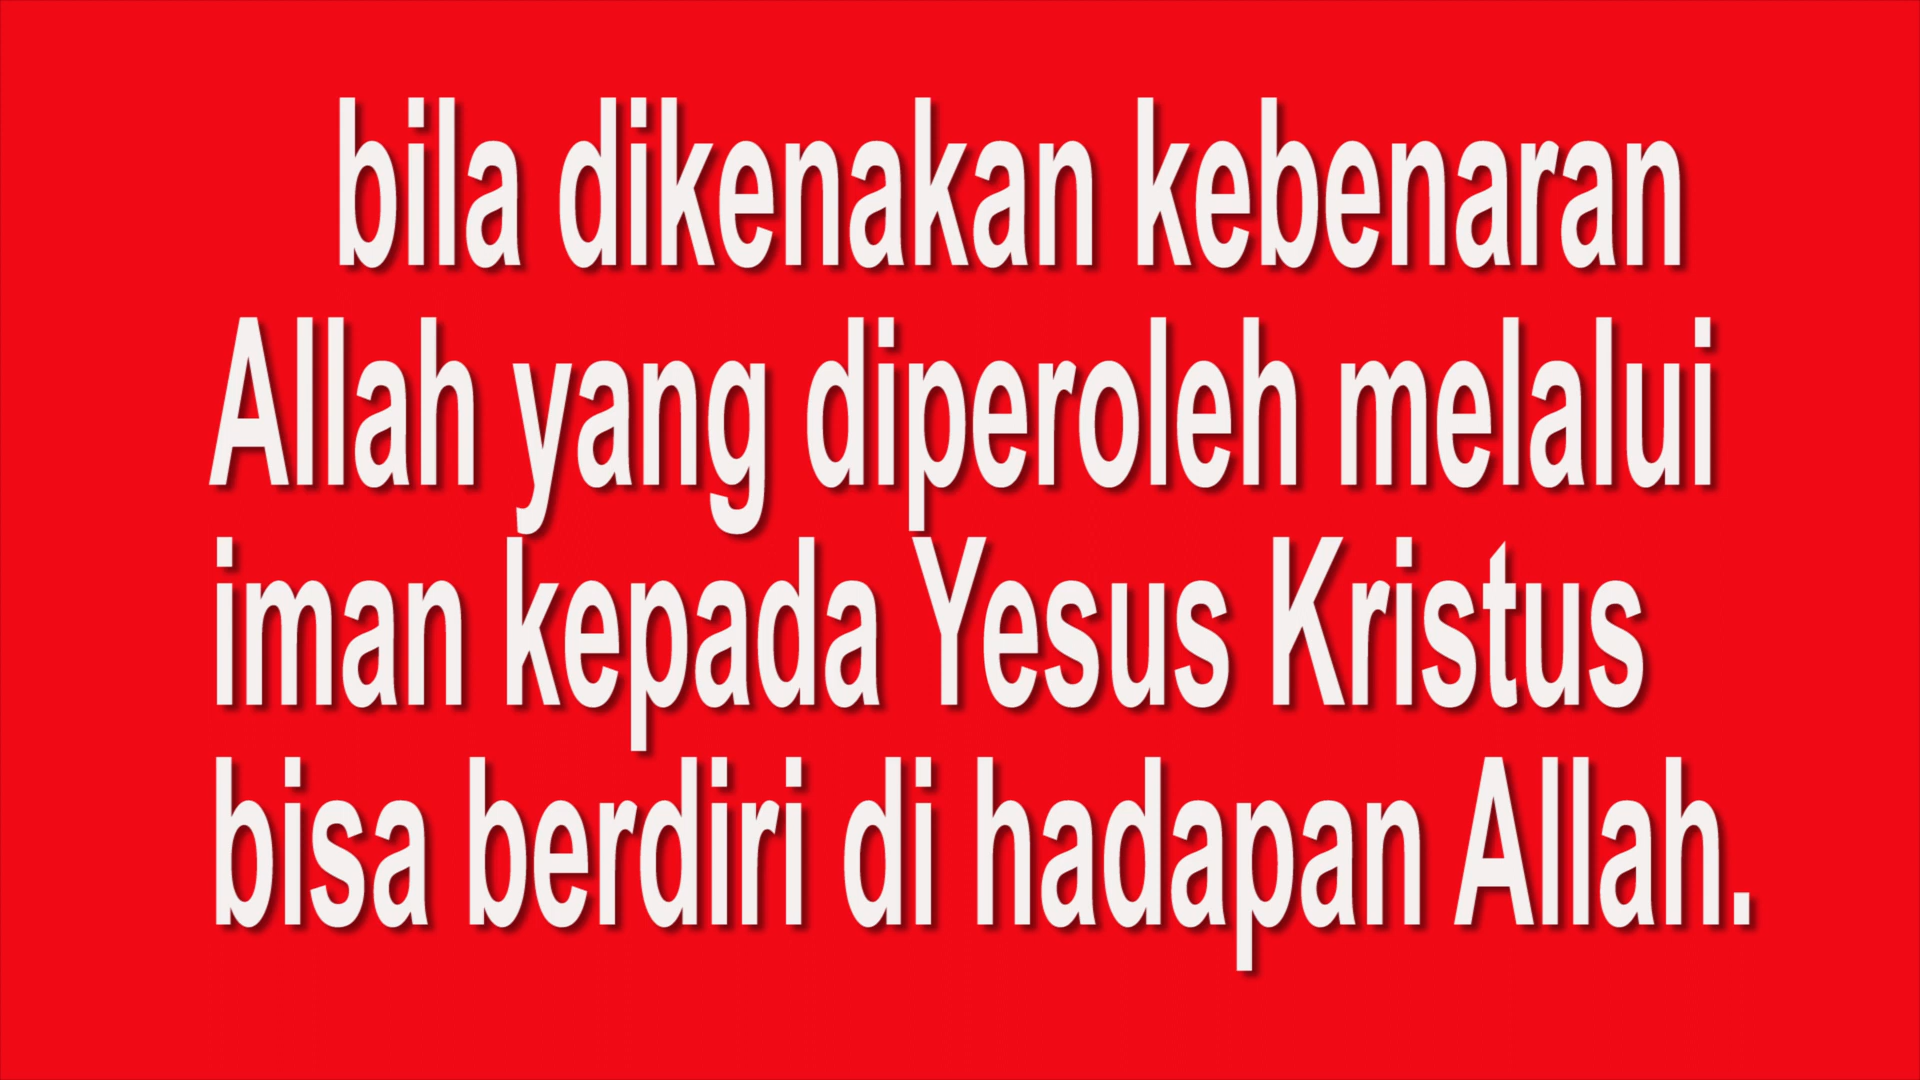 bila dikenakan kebenaran
Allah yang diperoleh melalui
iman kepada Yesus Kristus
bisa berdiri di hadapan Allah.